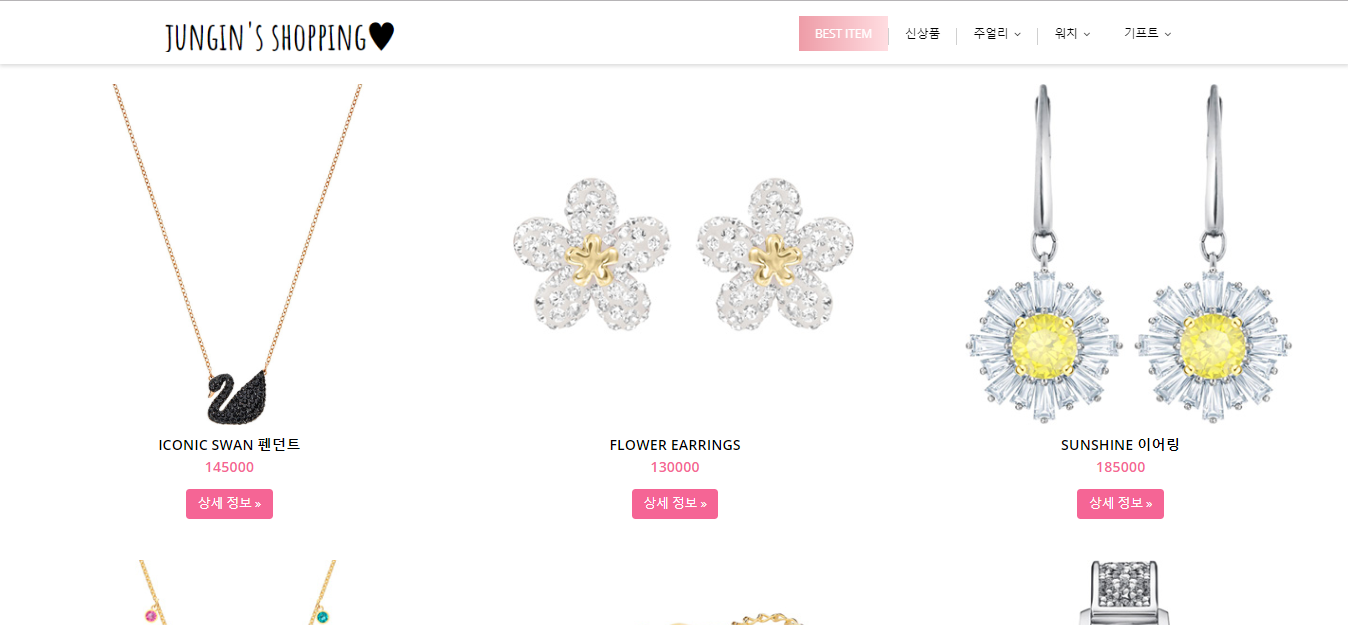 JUNGIN'S SHOPPING♥
BEST ITEM
신상품
주얼리
워치
기프트
ICONIC SWAN 펜던트
145000
상세 정보 »
FLOWER EARRINGS
130000
상세 정보 »
SUNSHINE 이어링
185000
상세 정보 »